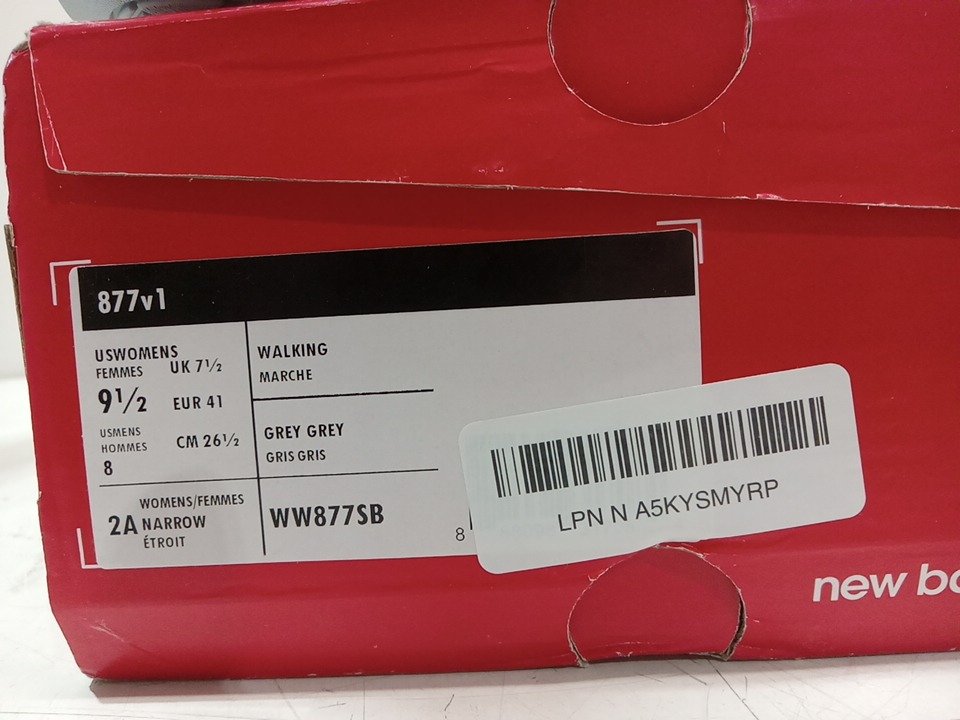 877v1
USWOMENS
FEMMES
UK 7½
9½
EUR 41
USMENS
HOMMES
CM 26½
8
WALKING
MARCHE
GREY GREY
GRIS GRIS
WOMENS/FEMMES
2A NARROW
ÉTROIT
WW877SB
8
LPN N A5KYSMYRP
new